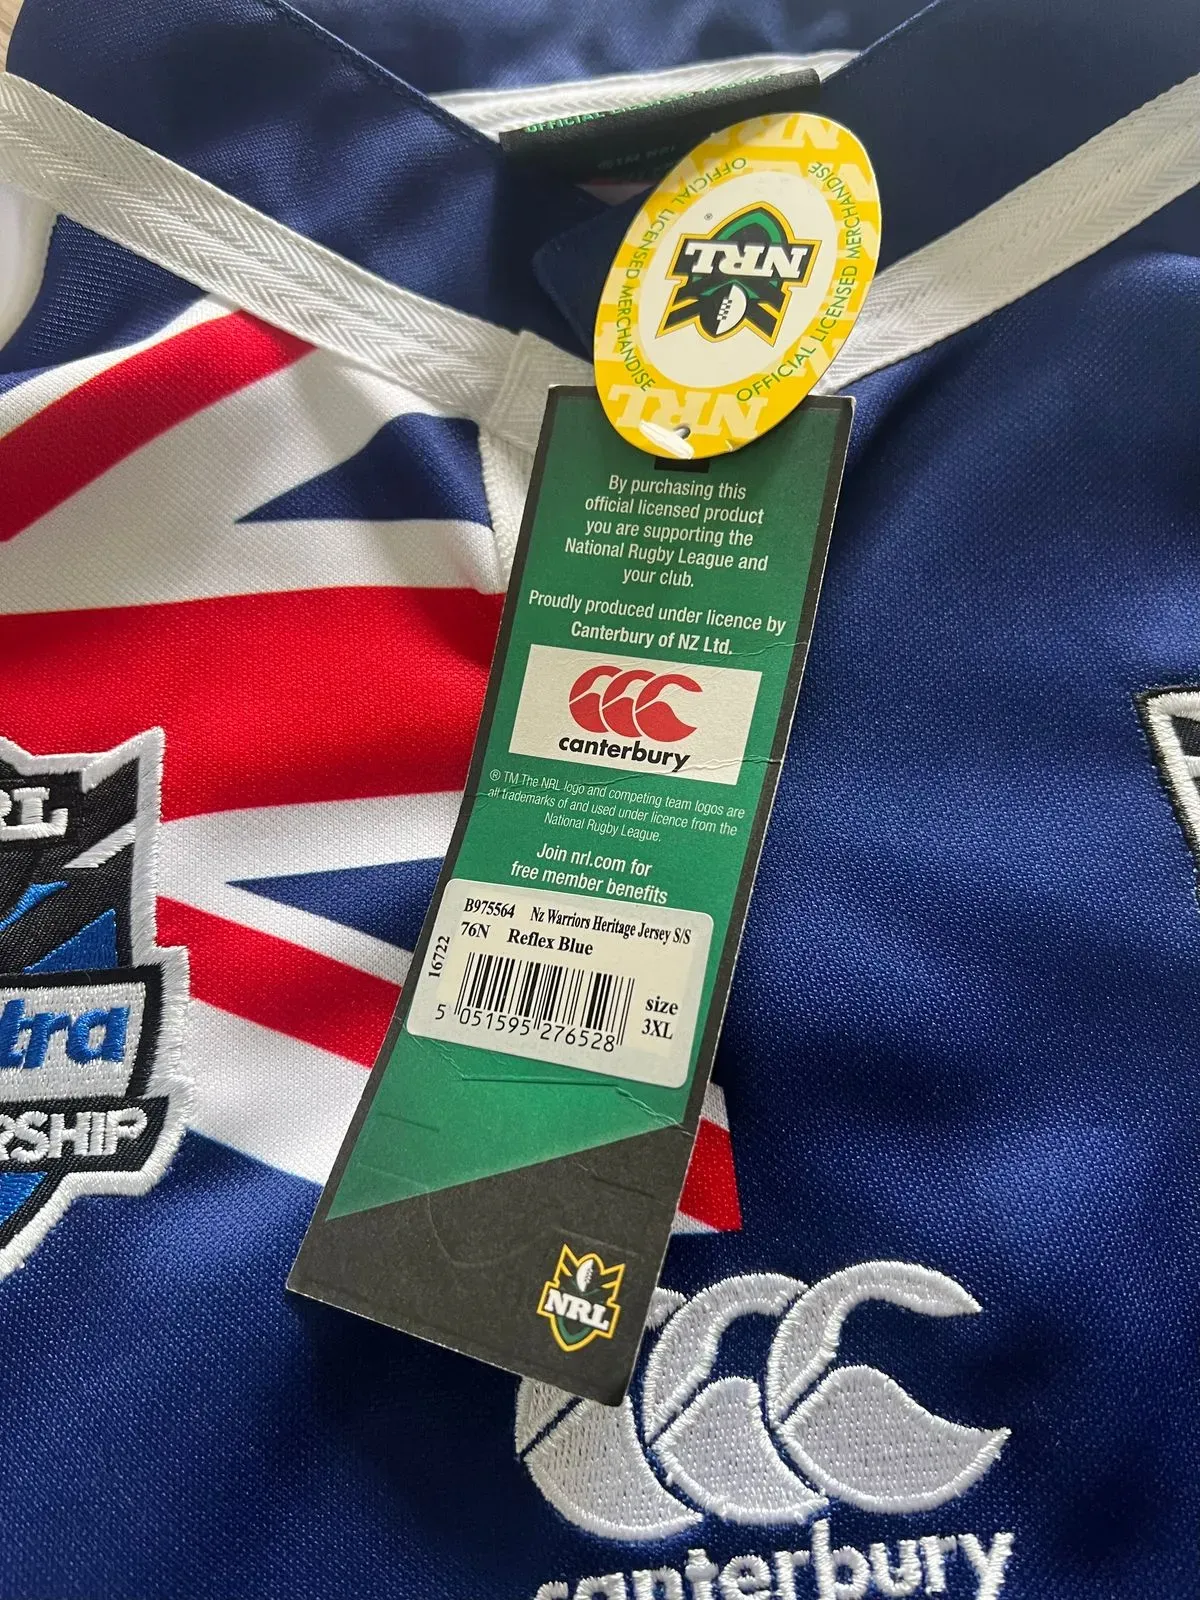 OFFICIAL
OFFICIAL LICENSED MERCHANDISE
NRL
OFFICIAL LICENSED MERCHANDISE
NRL
By purchasing this
official licensed product
you are supporting the
National Rugby League and
your club.
Proudly produced under licence by
Canterbury of NZ Ltd.
canterbury
® TM The NRL logo and competing team logos are
all trademarks of and used under licence from the
National Rugby League.
Join nrl.com for
free member benefits
B975564 Nz Warriors Heritage Jersey S/S
76N Reflex Blue
16722
size
3XL
5 051595 276528
NRL
RL
tra
RSHIP
canterbury